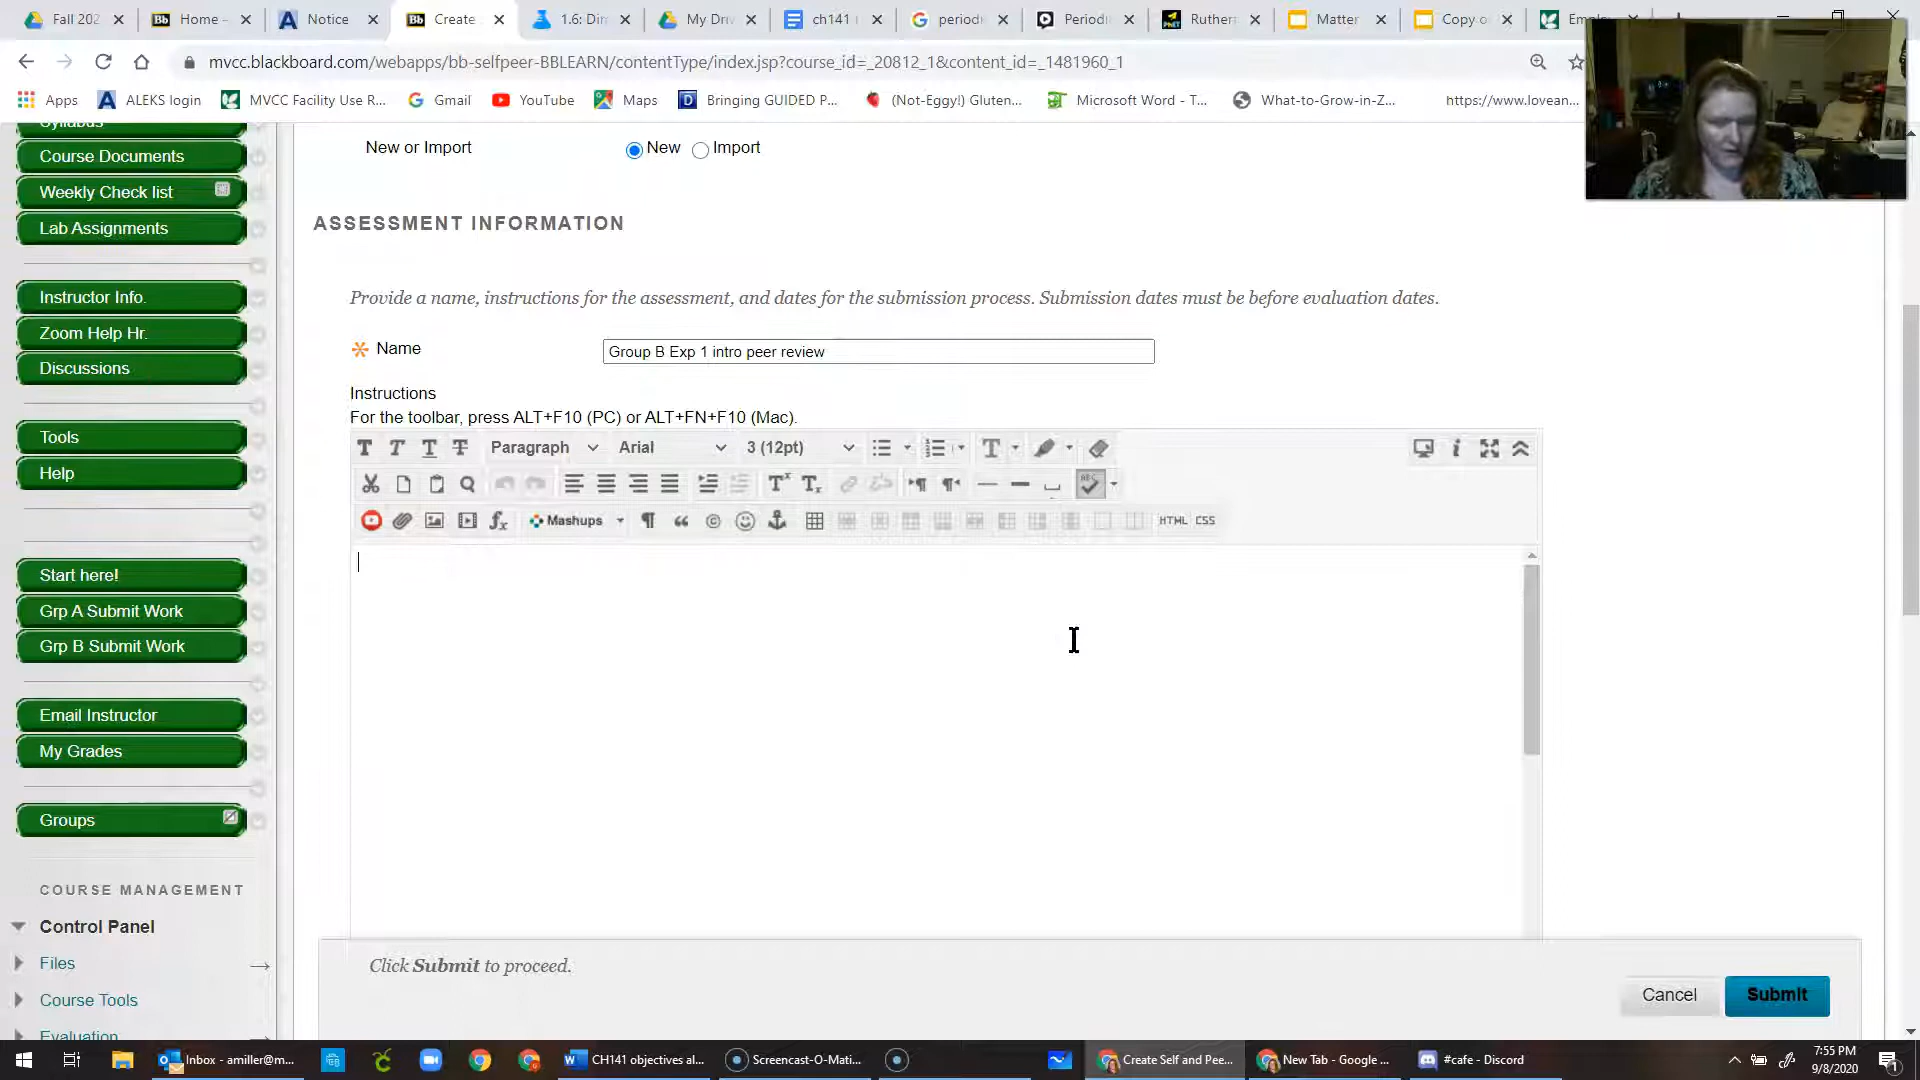 Fall 202
Home -
Notice
Create
1.6: Dim
My Driv
ch141
periodi
Periodi
Ruther
Matter
Copy o
Emplo
mvcc.blackboard.com/webapps/bb-selfpeer-BBLEARN/contentType/index.jsp?course_id=_20812_1&content_id=_1481960_1
Apps
ALEKS login
MVCC Facility Use R...
Gmail
YouTube
Maps
Bringing GUIDED P...
(Not-Eggy!) Gluten...
Microsoft Word - T...
What-to-Grow-in-Z...
https://www.lovean...
Syllabus
Course Documents
Weekly Check list
Lab Assignments
Instructor Info.
Zoom Help Hr.
Discussions
Tools
Help
Start here!
Grp A Submit Work
Grp B Submit Work
Email Instructor
My Grades
Groups
COURSE MANAGEMENT
Control Panel
Files
Course Tools
Evaluation
New or Import
New
Import
ASSESSMENT INFORMATION
Provide a name, instructions for the assessment, and dates for the submission process. Submission dates must be before evaluation dates.
Name
Group B Exp 1 intro peer review
Instructions
For the toolbar, press ALT+F10 (PC) or ALT+FN+F10 (Mac).
Paragraph
Arial
3 (12pt)
Mashups
HTML CSS
Click Submit to proceed.
Cancel
Submit
Inbox - amiller@m...
CH141 objectives al...
Screencast-O-Mati...
Create Self and Pee...
New Tab - Google ...
#cafe - Discord
7:55 PM
9/8/2020